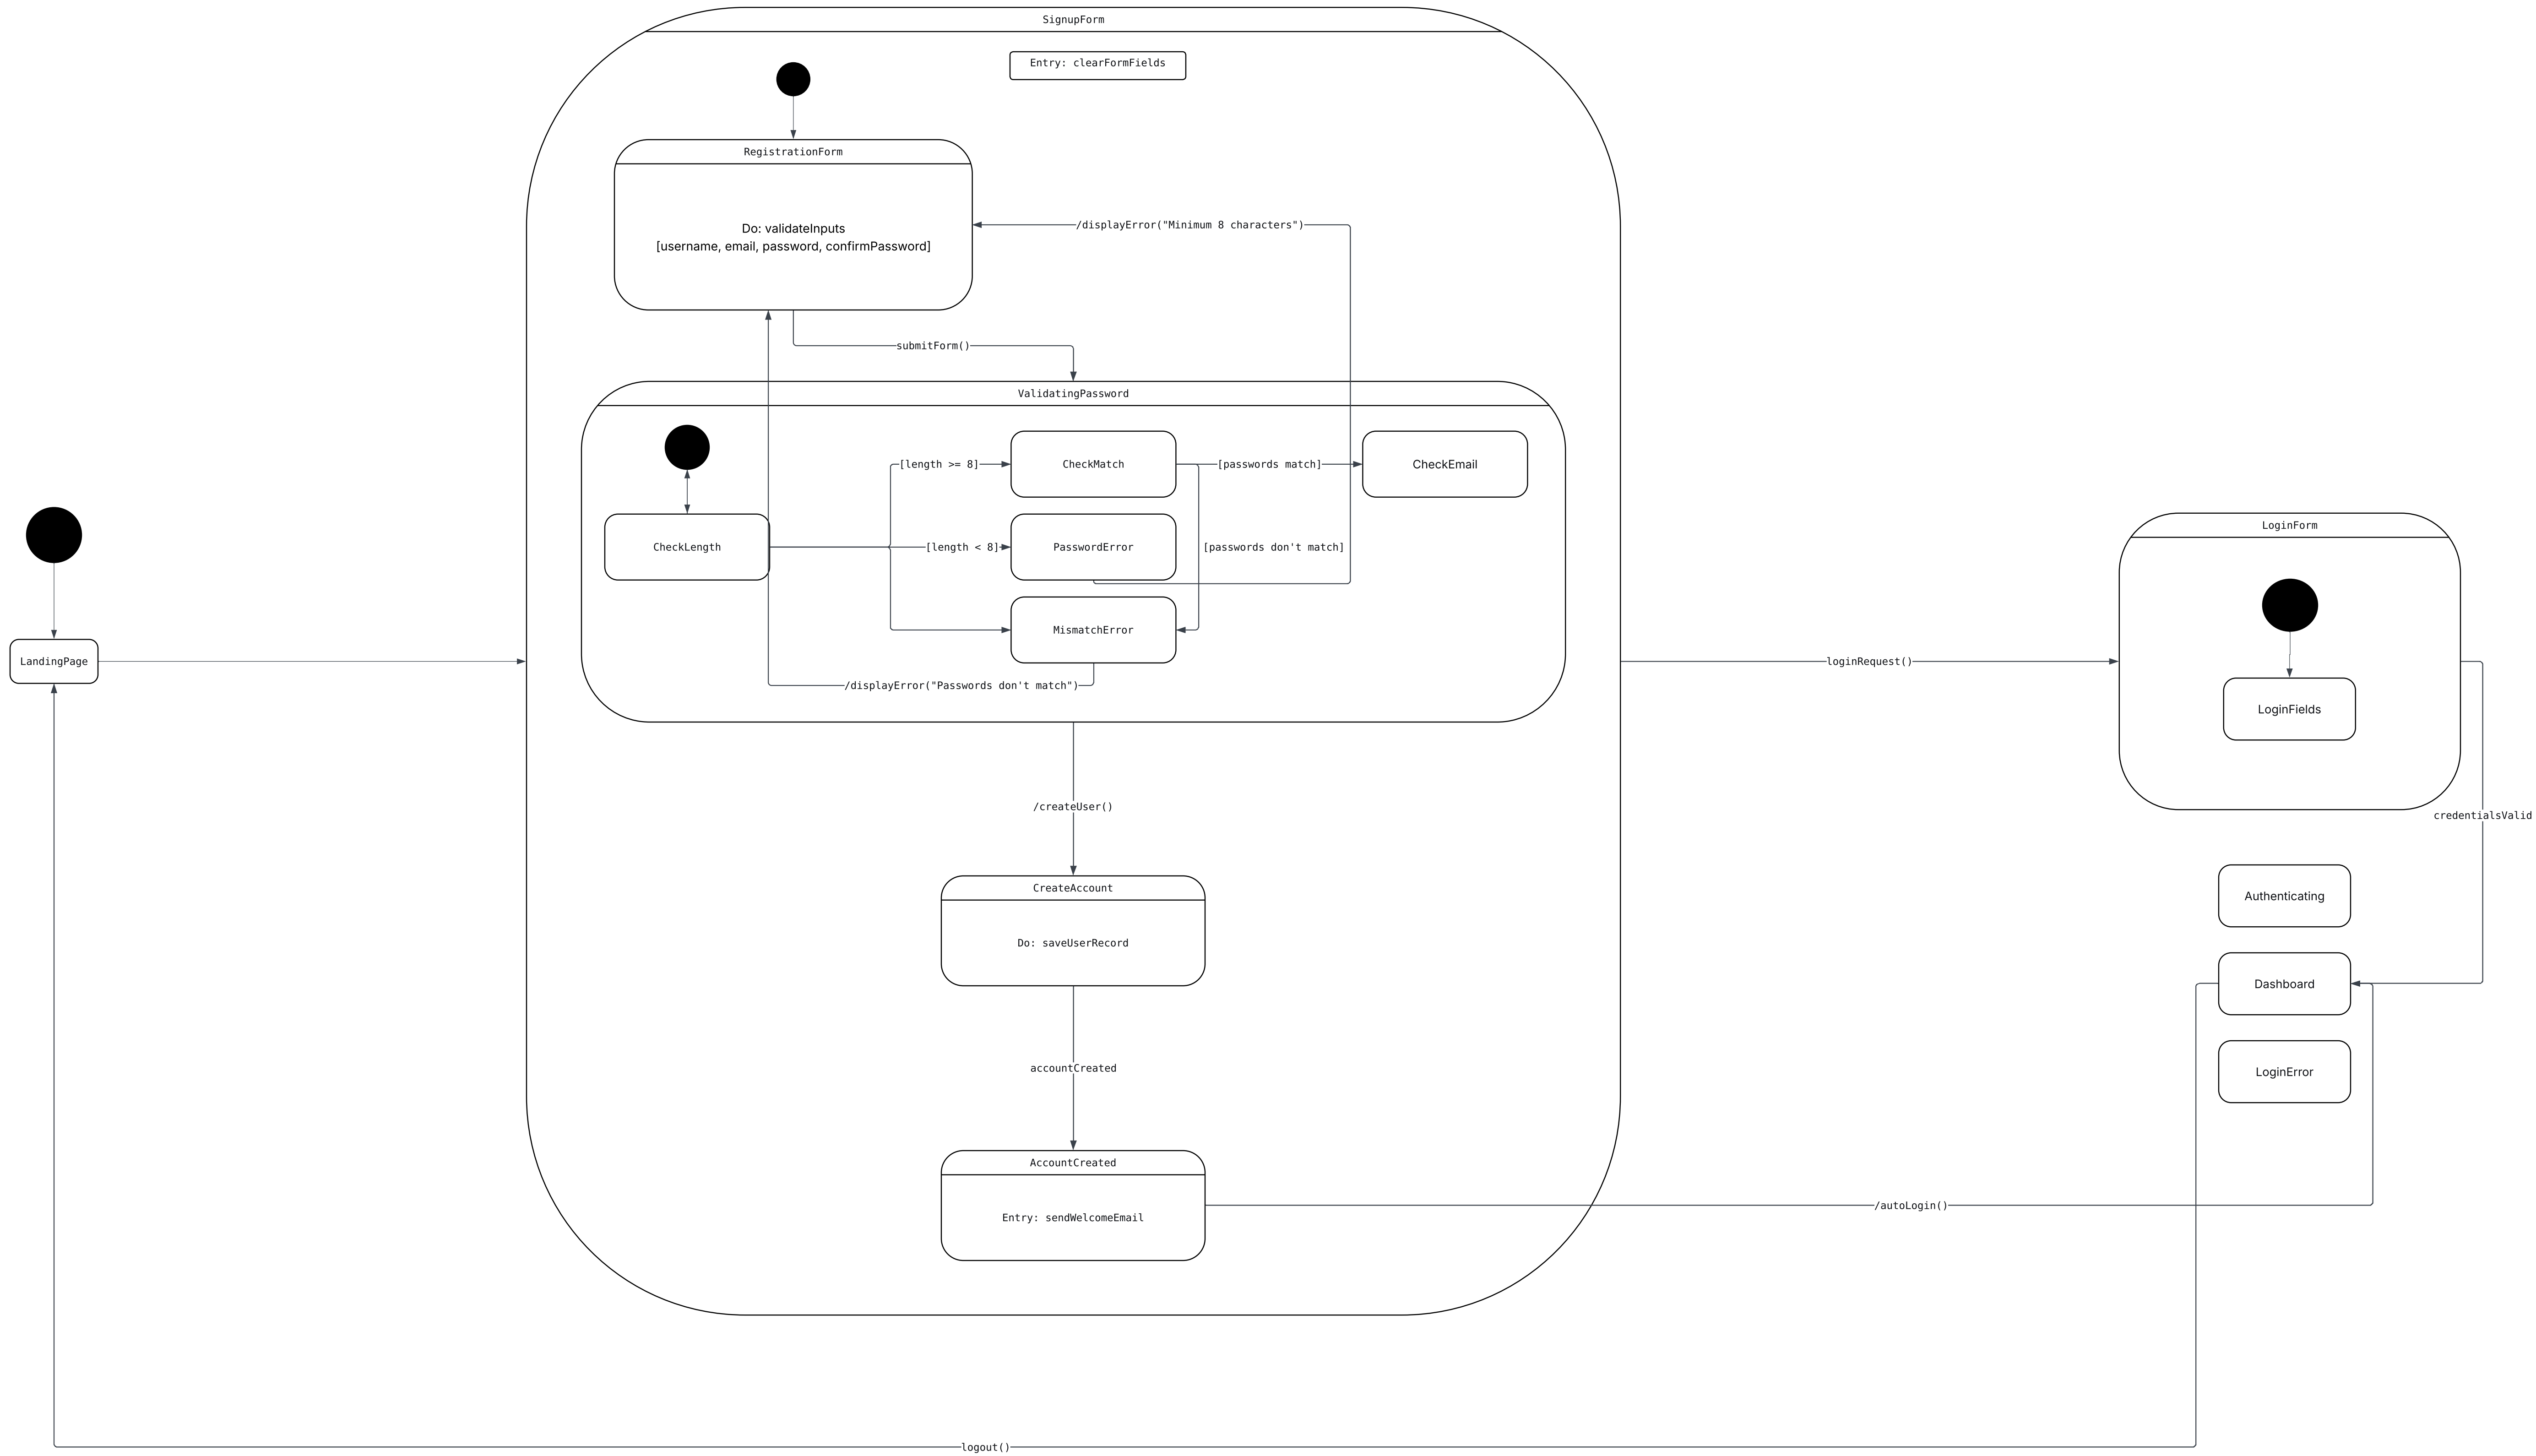 SignupForm
Entry: clearFormFields
RegistrationForm
Do: validateInputs
[username, email, password, confirmPassword]
/displayError("Minimum 8 characters")
submitForm()
ValidatingPassword
[length >= 8]
CheckMatch
[passwords match]
CheckEmail
CheckLength
[length < 8]
PasswordError
[passwords don't match]
MismatchError
/displayError("Passwords don't match")
LandingPage
loginRequest()
LoginForm
LoginFields
/createUser()
credentialsValid
CreateAccount
Do: saveUserRecord
Authenticating
Dashboard
accountCreated
LoginError
AccountCreated
Entry: sendWelcomeEmail
/autoLogin()
logout()